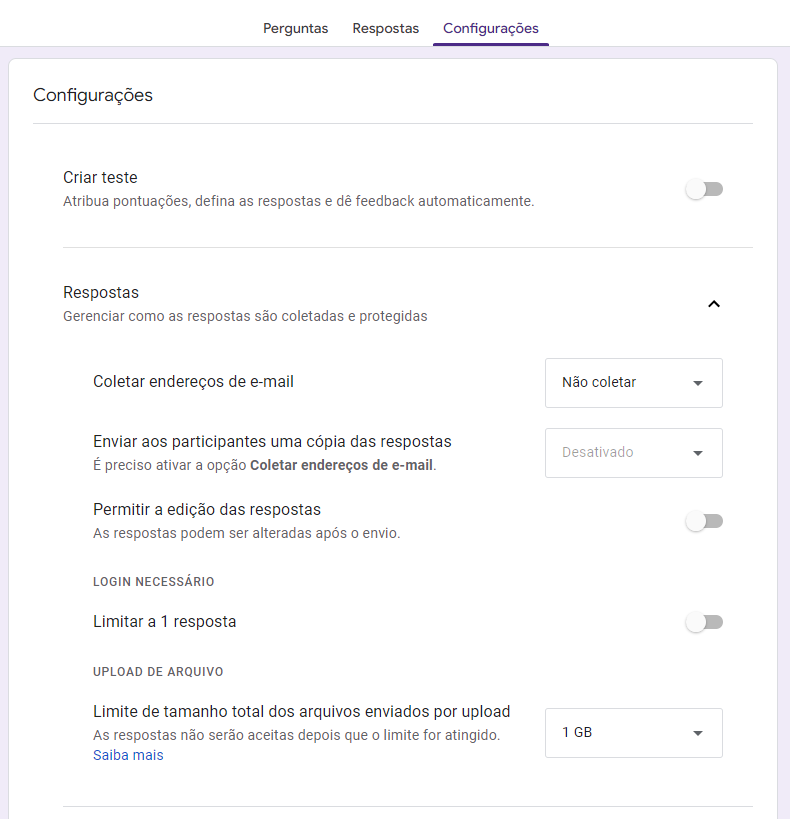 Perguntas Respostas Configurações
Configurações
Criar teste
Atribua pontuações, defina as respostas e dê feedback automaticamente.
Respostas
Gerenciar como as respostas são coletadas e protegidas
Coletar endereços de e-mail
Não coletar
Enviar aos participantes uma cópia das respostas
É preciso ativar a opção Coletar endereços de e-mail.
Desativado
Permitir a edição das respostas
As respostas podem ser alteradas após o envio.
LOGIN NECESSÁRIO
Limitar a 1 resposta
UPLOAD DE ARQUIVO
Limite de tamanho total dos arquivos enviados por upload
As respostas não serão aceitas depois que o limite for atingido.
Saiba mais
1 GB